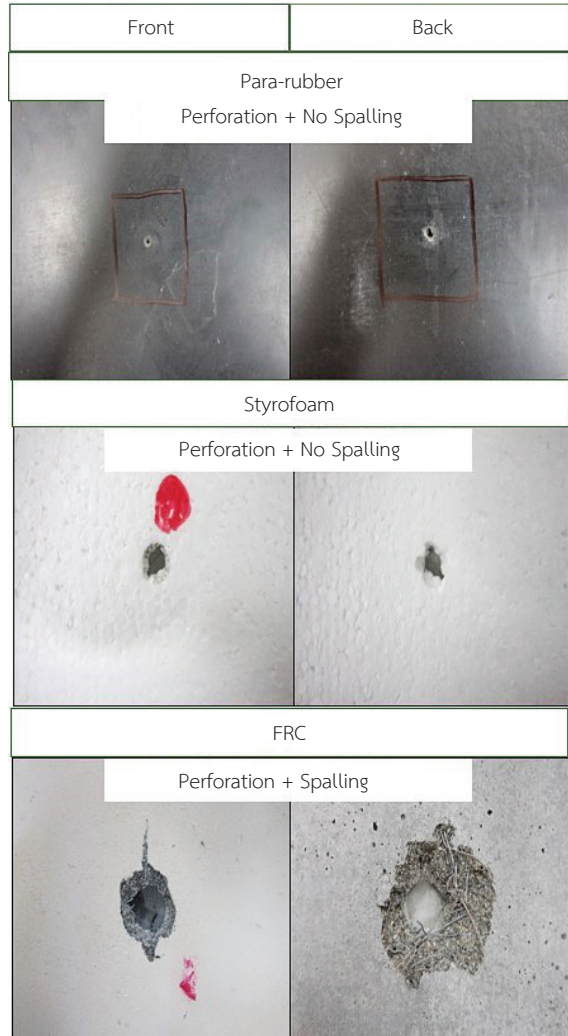 Front
Back
Para-rubber
Perforation + No Spalling
Styrofoam
Perforation + No Spalling
FRC
Perforation + Spalling